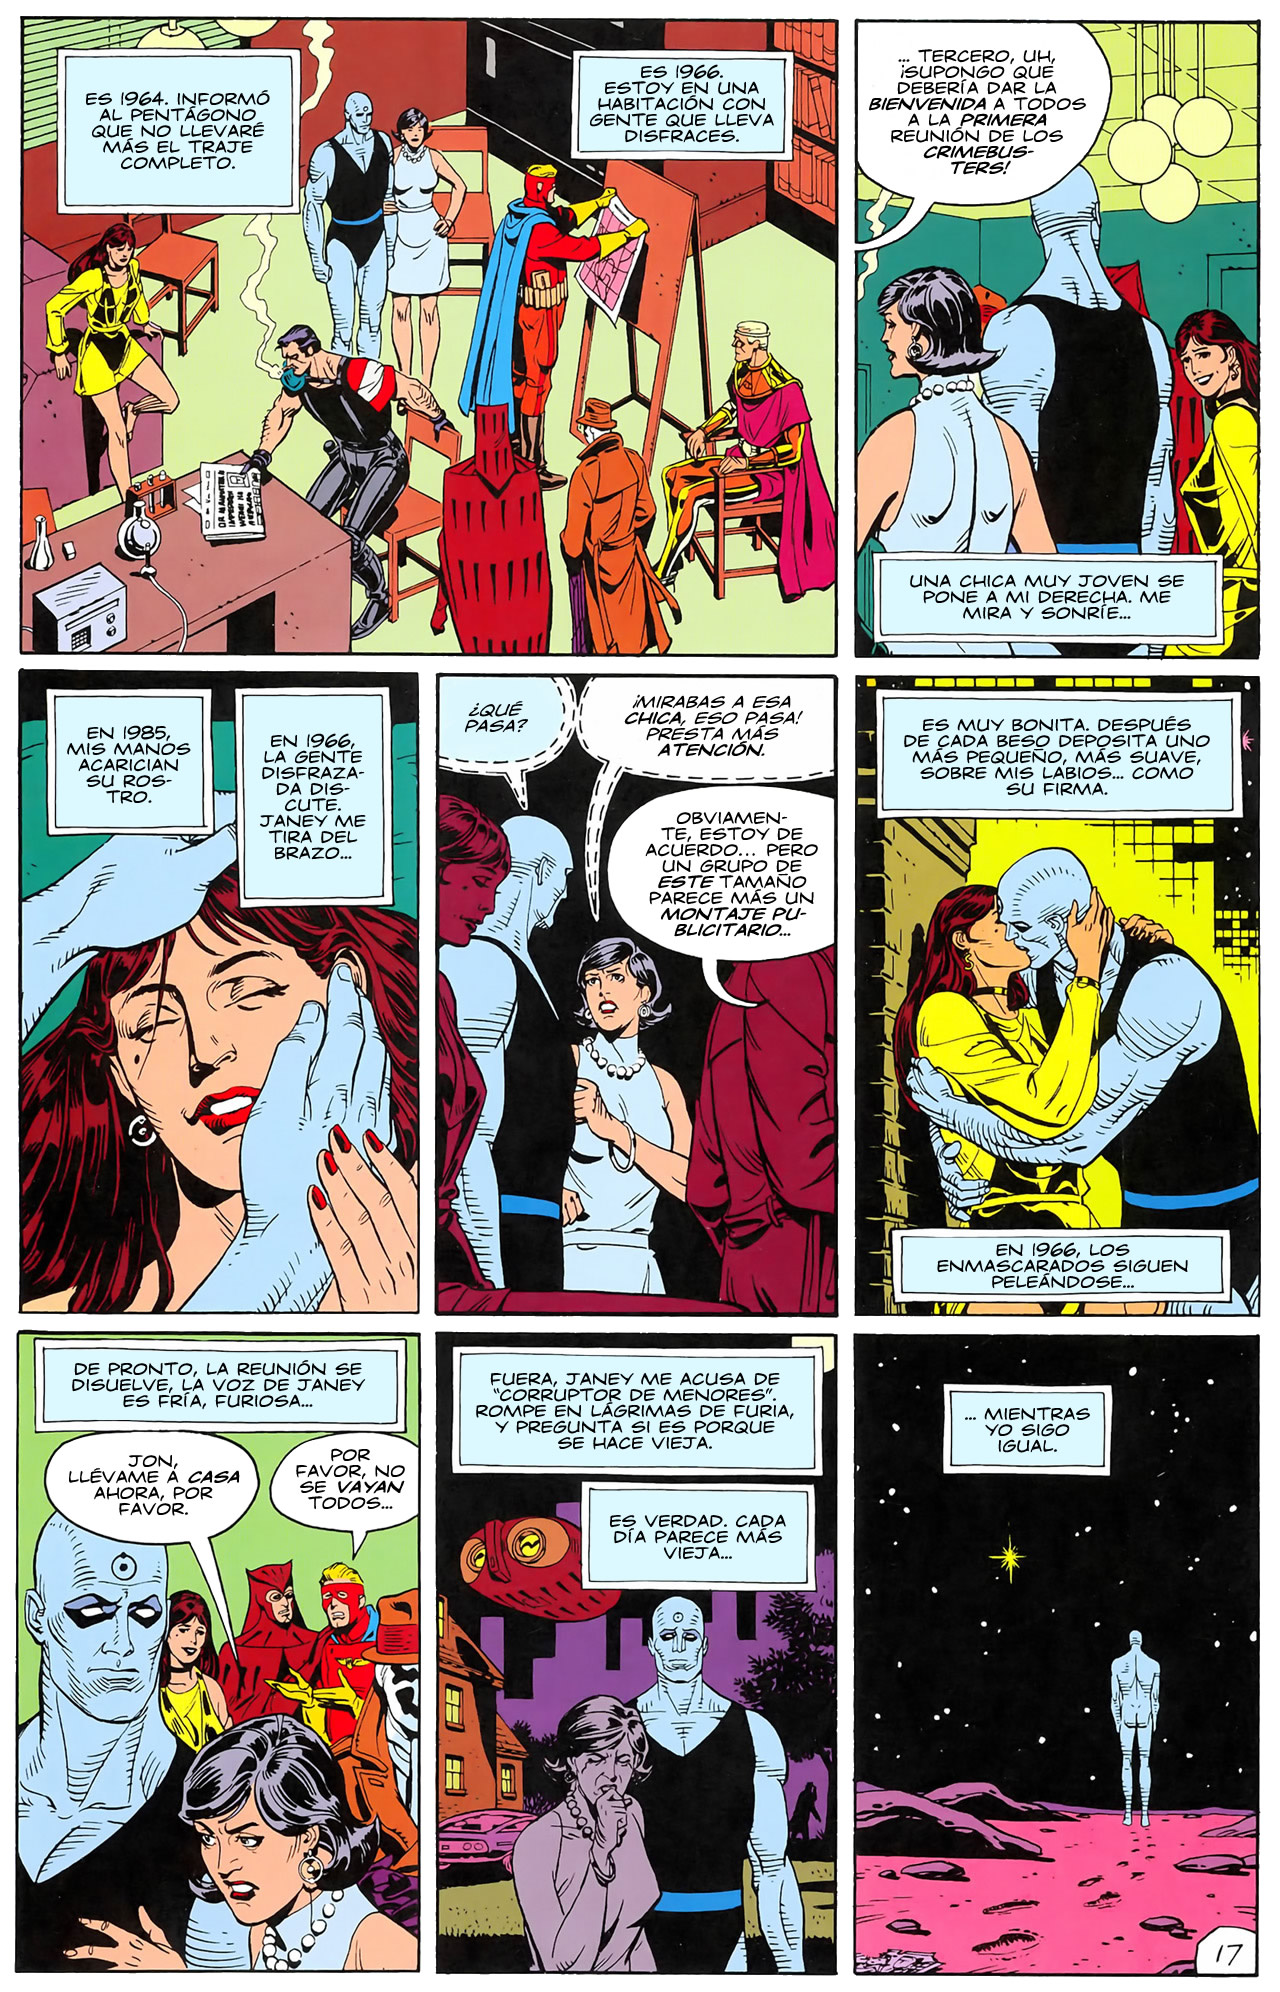 ES 1964. INFORMÓ
AL PENTÁGONO
QUE NO LLEVARÉ
MÁS EL TRAJE
COMPLETO.
ES 1966.
ESTOY EN UNA
HABITACIÓN CON
GENTE QUE LLEVA
DISFRACES.
... TERCERO, UH,
¡SUPONGO QUE
DEBERÍA DAR LA
BIENVENIDA A TODOS
A LA PRIMERA
REUNIÓN DE LOS
CRIMEBUS-
TERS!
UNA CHICA MUY JOVEN SE
PONE A MI DERECHA. ME
MIRA Y SONRÍE...
EN 1985,
MIS MANOS
ACARICIAN
SU ROS-
TRO.
EN 1966,
LA GENTE
DISFRAZA-
DA DIS-
CUTE.
JANEY ME
TIRA DEL
BRAZO...
¿QUÉ
PASA?
¡MIRABAS A ESA
CHICA, ESO PASA!
PRESTA MÁS
ATENCIÓN.
OBVIAMEN-
TE, ESTOY DE
ACUERDO... PERO
UN GRUPO DE
ESTE TAMAÑO
PARECE MÁS UN
MONTAJE PU-
BLICITARIO...
ES MUY BONITA. DESPUÉS
DE CADA BESO DEPOSITA UNO
MÁS PEQUEÑO, MÁS SUAVE,
SOBRE MIS LABIOS... COMO
SU FIRMA.
EN 1966, LOS
ENMASCARADOS SIGUEN
PELEÁNDOSE...
DE PRONTO, LA REUNIÓN SE
DISUELVE, LA VOZ DE JANEY
ES FRÍA, FURIOSA...
JON,
LLÉVAME A CASA
AHORA, POR
FAVOR.
POR
FAVOR, NO
SE VAYAN
TODOS...
FUERA, JANEY ME ACUSA DE
"CORRUPTOR DE MENORES".
ROMPE EN LÁGRIMAS DE FURIA,
Y PREGUNTA SI ES PORQUE
SE HACE VIEJA.
ES VERDAD. CADA
DÍA PARECE MÁS
VIEJA...
... MIENTRAS
YO SIGO
IGUAL.
17